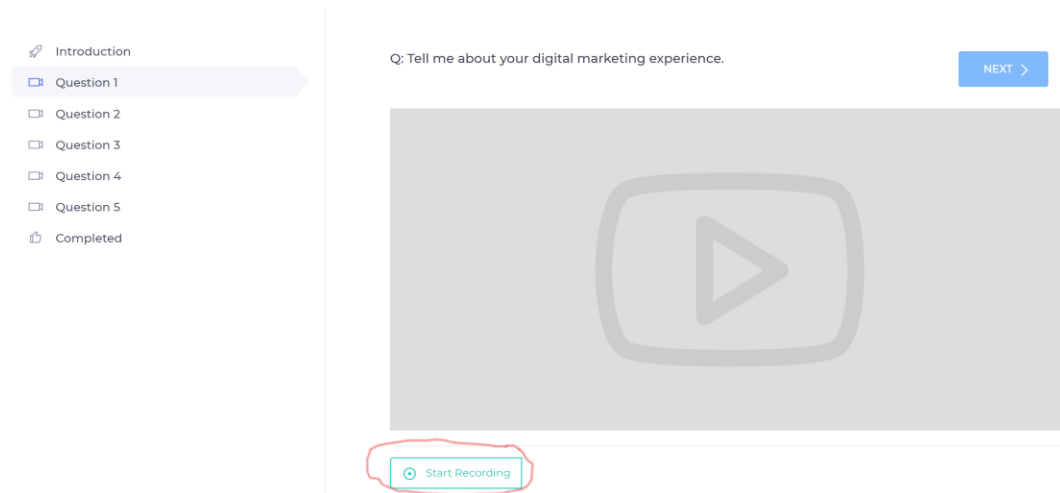 Introduction
Question 1
Question 2
Question 3
Question 4
Question 5
Completed
Q: Tell me about your digital marketing experience.
NEXT
Start Recording